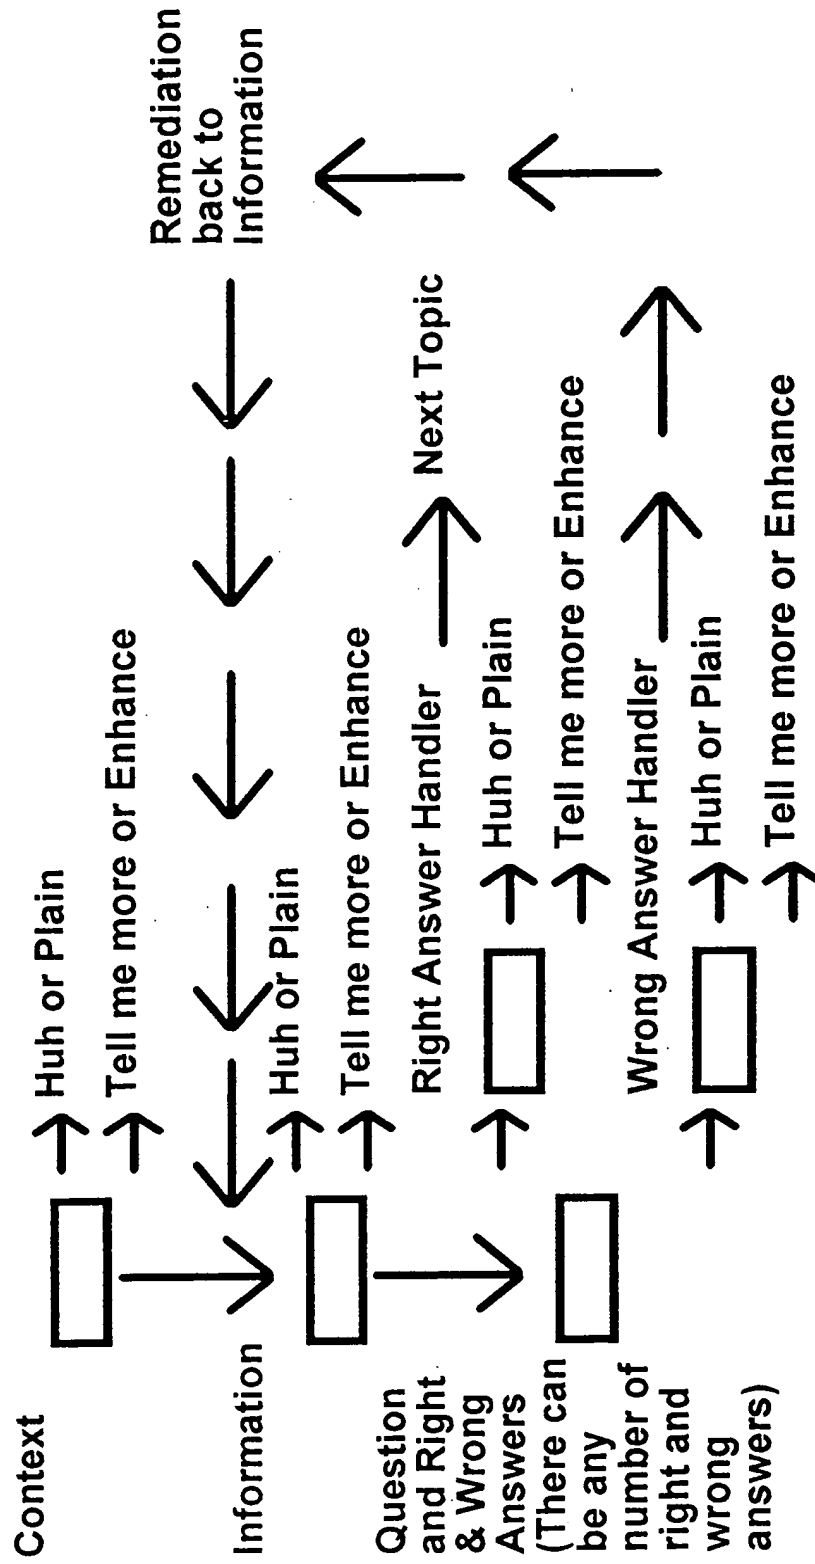 Context
Huh or Plain
Tell me more or Enhance
Remediation
back to
Information
Information
Huh or Plain
Tell me more or Enhance
Question
and Right
& Wrong
Answers
(There can
be any
number of
right and
wrong
answers)
Right Answer Handler
Next Topic
Huh or Plain
Tell me more or Enhance
Wrong Answer Handler
Huh or Plain
Tell me more or Enhance